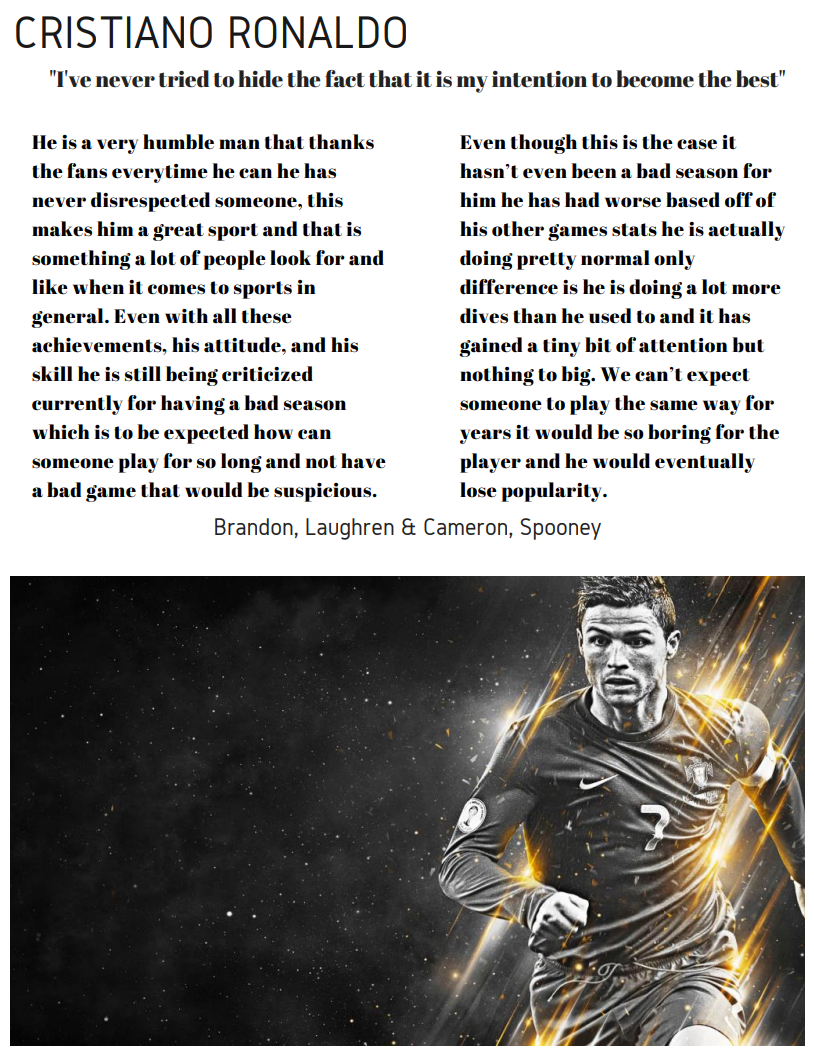 CRISTIANO RONALDO
"I've never tried to hide the fact that it is my intention to become the best"
He is a very humble man that thanks
the fans everytime he can he has
never disrespected someone, this
makes him a great sport and that is
something a lot of people look for and
like when it comes to sports in
general. Even with all these
achievements, his attitude, and his
skill he is still being criticized
currently for having a bad season
which is to be expected how can
someone play for so long and not have
a bad game that would be suspicious.
Even though this is the case it
hasn’t even been a bad season for
him he has had worse based off of
his other games stats he is actually
doing pretty normal only
difference is he is doing a lot more
dives than he used to and it has
gained a tiny bit of attention but
nothing to big. We can’t expect
someone to play the same way for
years it would be so boring for the
player and he would eventually
lose popularity.
Brandon, Laughren & Cameron, Spooney
7